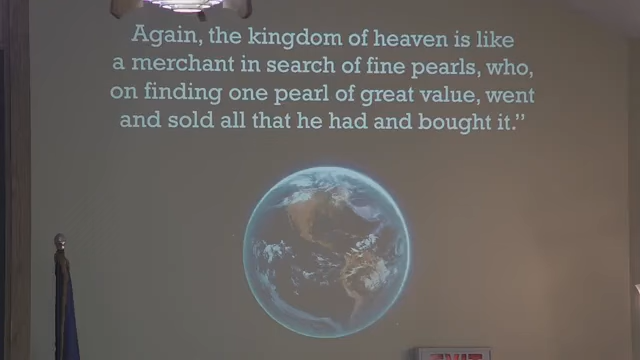 Again, the kingdom of heaven is like
a merchant in search of fine pearls, who,
on finding one pearl of great value, went
and sold all that he had and bought it.”
EXIT